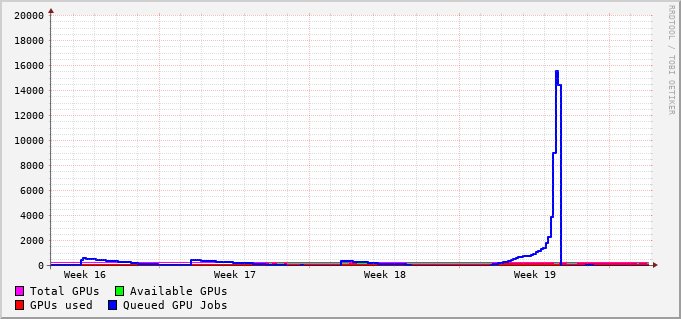 20000
18000
16000
14000
12000
10000
8000
6000
4000
2000
0
Week 16 Week 17 Week 18 Week 19
Total GPUs Available GPUs
GPUs used Queued GPU Jobs
RRDTOOL / TOBI OETIKER